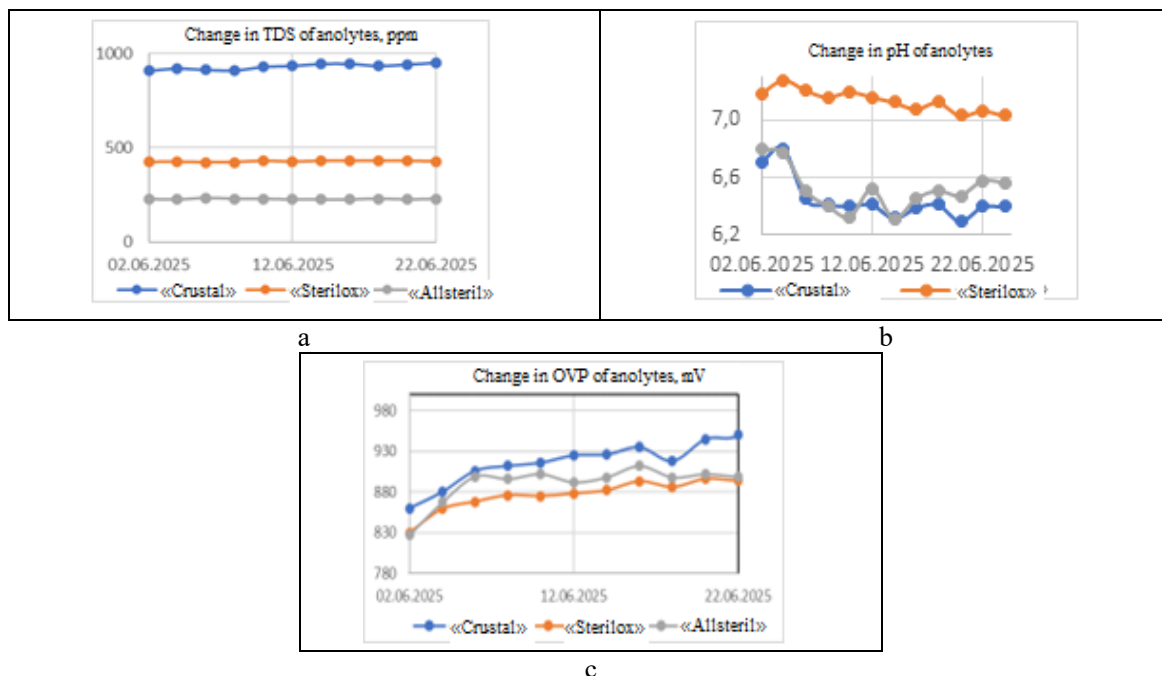 Change in TDS of anolytes, ppm
1000
500
0
02.06.2025 12.06.2025 22.06.2025
«Crustal» «Sterilox» «Allsteril»
a
Change in pH of anolytes
7,0
6,6
6,2
02.06.2025 12.06.2025 22.06.2025
«Crustal» «Sterilox»
b
Change in OVP of anolytes, mV
980
930
880
830
780
02.06.2025 12.06.2025 22.06.2025
«Crustal» «Sterilox» «Allsteril»
c